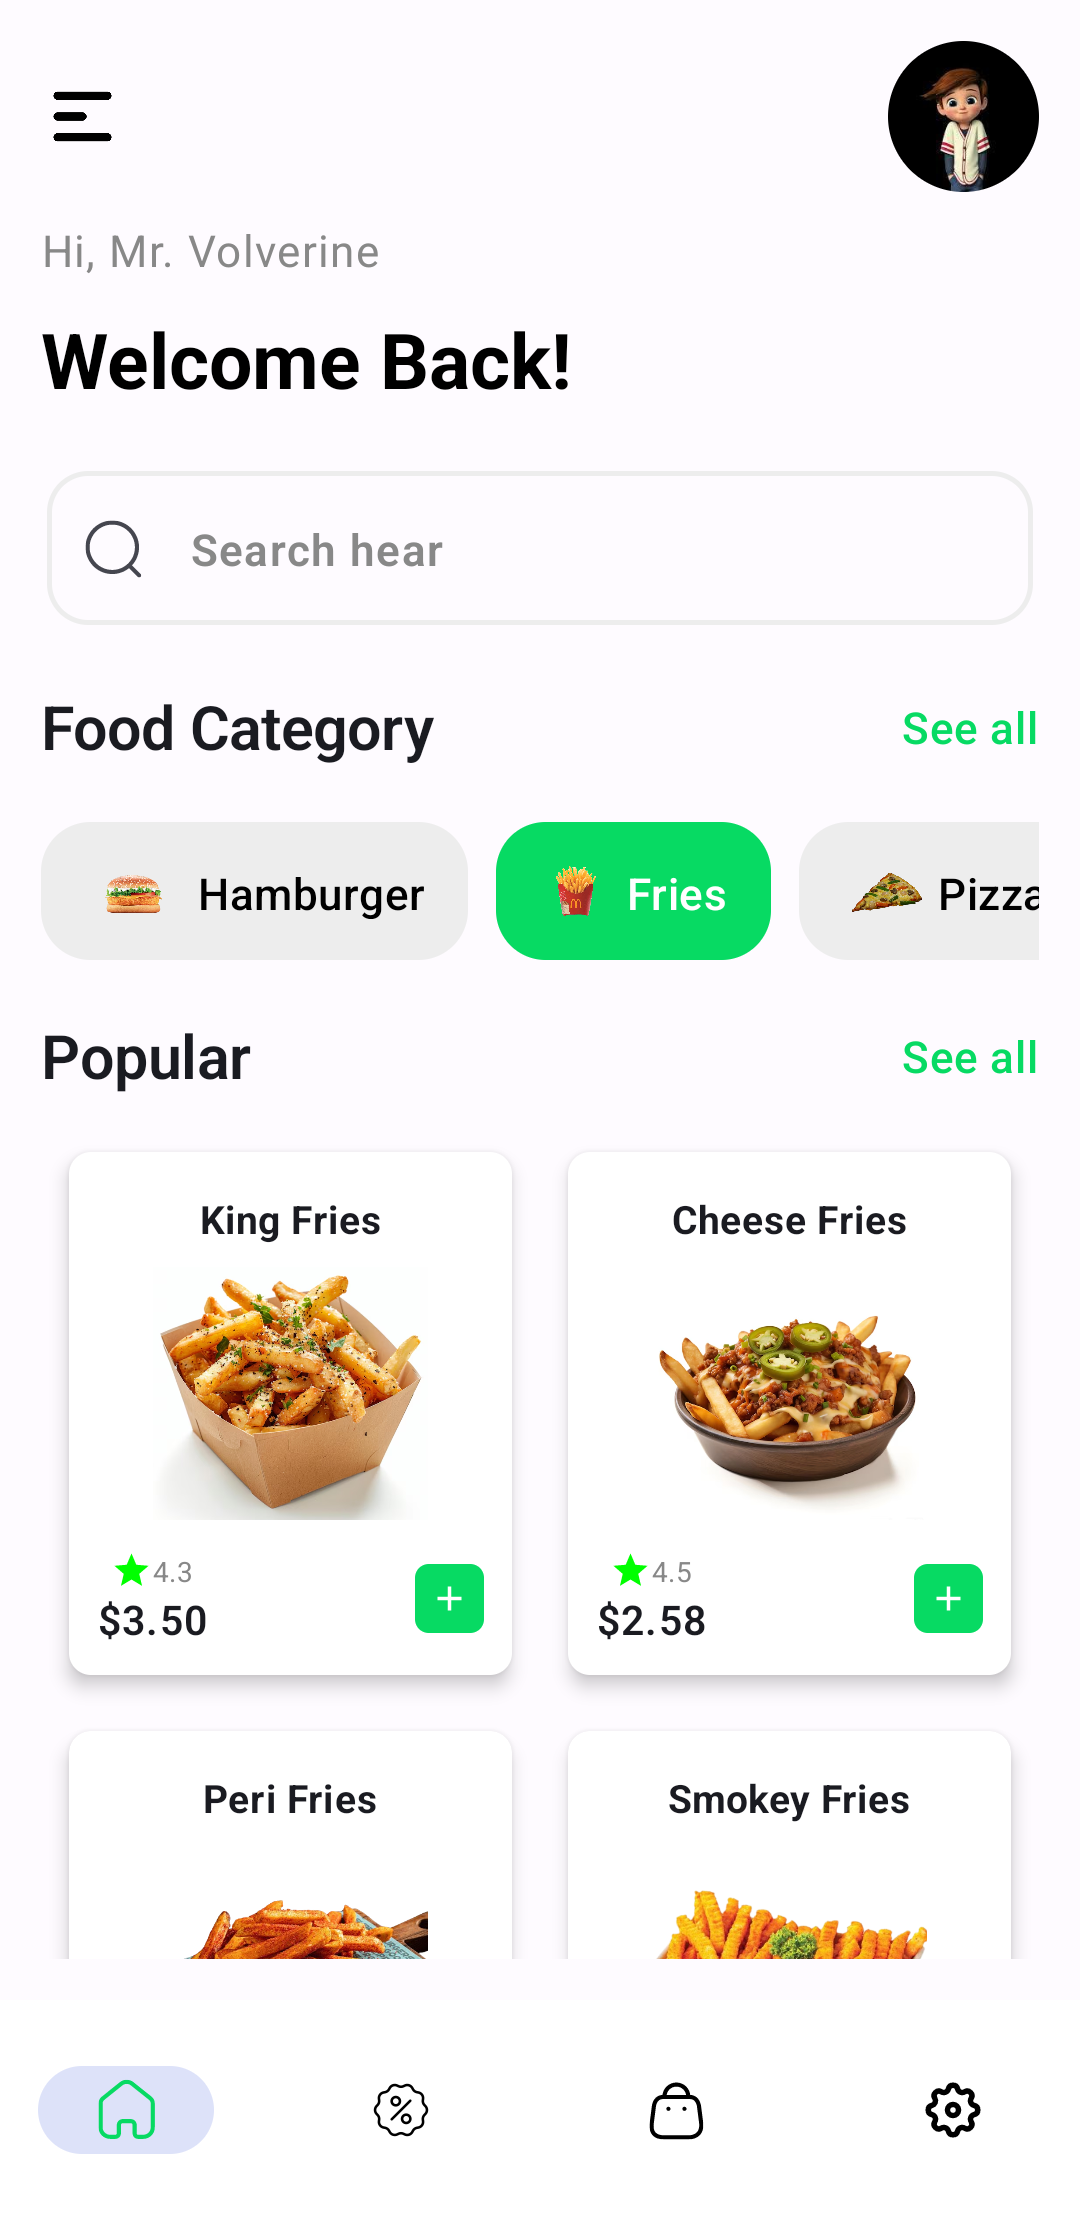 Hi, Mr. Volverine
Welcome Back!
Search hear
Food Category
See all
Hamburger
Fries
Pizza
Popular
See all
King Fries
Cheese Fries
4.3
$3.50
4.5
$2.58
Peri Fries
Smokey Fries